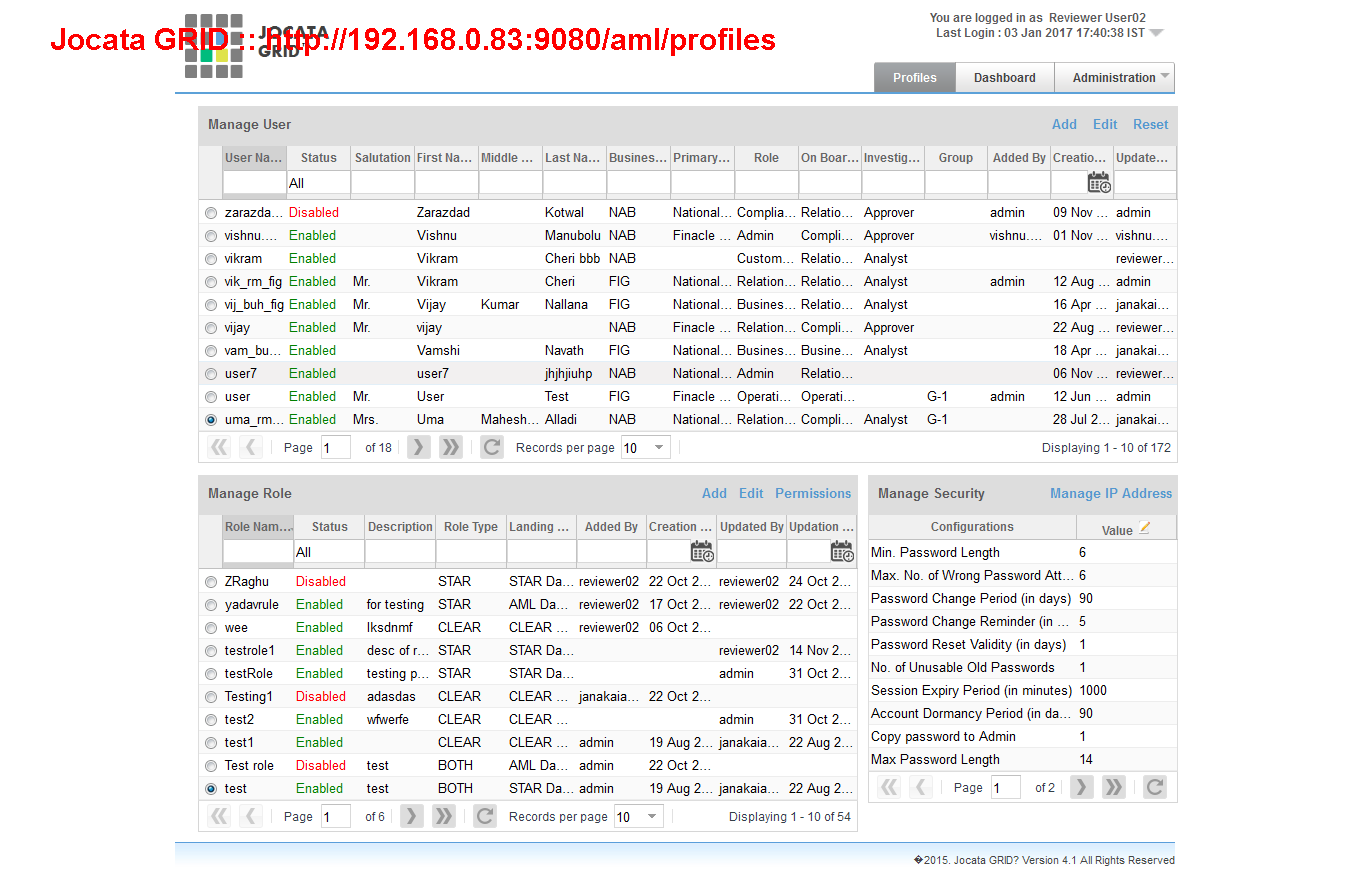 You are logged in as Reviewer User02
Last Login : 03 Jan 2017 17:40:38 IST
Jocata GRID :: http://192.168.0.83:9080/aml/profiles
JOCATA
GRID
Profiles Dashboard Administration
Manage User Add Edit Reset
User Na... Status Salutation First Na... Middle ... Last Na... Business... Primary... Role On Boar... Investig... Group Added By Creatio... Update...
All
zarazda... Disabled Zarazdad Kotwal NAB National... Complia... Relatio... Approver admin 09 Nov ... admin
vishnu.... Enabled Vishnu Manubolu NAB Finacle ... Admin Compli... Approver vishnu.... 01 Nov ... vishnu....
vikram Enabled Vikram Cheri bbb NAB Custom... Relatio... Analyst reviewer...
vik_rm_fig Enabled Mr. Vikram Cheri FIG National... Relation... Relatio... Analyst admin 12 Aug ... admin
vij_buh_fig Enabled Mr. Vijay Kumar Nallana FIG National... Busines... Relatio... Analyst 16 Apr ... janakai...
vijay Enabled Mr. vijay NAB Finacle ... Relation... Compli... Approver 22 Aug ... reviewer...
vam_bu... Enabled Vamshi Navath FIG National... Busines... Busine... Analyst 18 Apr ... janakai...
user7 Enabled user7 jhjhjiuhp NAB National... Admin Relatio... 06 Nov ... reviewer...
user Enabled Mr. User Test FIG Finacle ... Operati... Operati... G-1 admin 12 Jun ... admin
uma_rm... Enabled Mrs. Uma Mahesh... Alladi NAB National... Relation... Compli... Analyst G-1 28 Jul 2... janakai...
Page 1 of 18 Records per page 10 Displaying 1 - 10 of 172
Manage Role Add Edit Permissions
Role Nam... Status Description Role Type Landing ... Added By Creation ... Updated By Updation ...
All
ZRaghu Disabled STAR STAR Da... reviewer02 22 Oct 2... reviewer02 24 Oct 2...
yadavrule Enabled for testing STAR AML Da... reviewer02 17 Oct 2... reviewer02 22 Oct 2...
wee Enabled lksdnmf CLEAR CLEAR ... reviewer02 06 Oct 2...
testrole1 Enabled desc of r... STAR STAR Da... reviewer02 14 Nov 2...
testRole Enabled testing p... STAR STAR Da... admin 31 Oct 2...
Testing1 Disabled adasdas CLEAR CLEAR ... janakaia... 22 Oct 2...
test2 Enabled wfwerfe CLEAR CLEAR ... admin 31 Oct 2...
test1 Enabled CLEAR CLEAR ... admin 19 Aug 2... janakaia... 22 Aug 2...
Test role Disabled test BOTH AML Da... admin 22 Oct 2...
test Enabled test BOTH STAR Da... admin 19 Aug 2... janakaia... 22 Aug 2...
Page 1 of 6 Records per page 10 Displaying 1 - 10 of 54
Manage Security Manage IP Address
Configurations Value
Min. Password Length 6
Max. No. of Wrong Password Att... 6
Password Change Period (in days) 90
Password Change Reminder (in ... 5
Password Reset Validity (in days) 1
No. of Unusable Old Passwords 1
Session Expiry Period (in minutes) 1000
Account Dormancy Period (in da... 90
Copy password to Admin 1
Max Password Length 14
Page 1 of 2
�2015. Jocata GRID? Version 4.1 All Rights Reserved